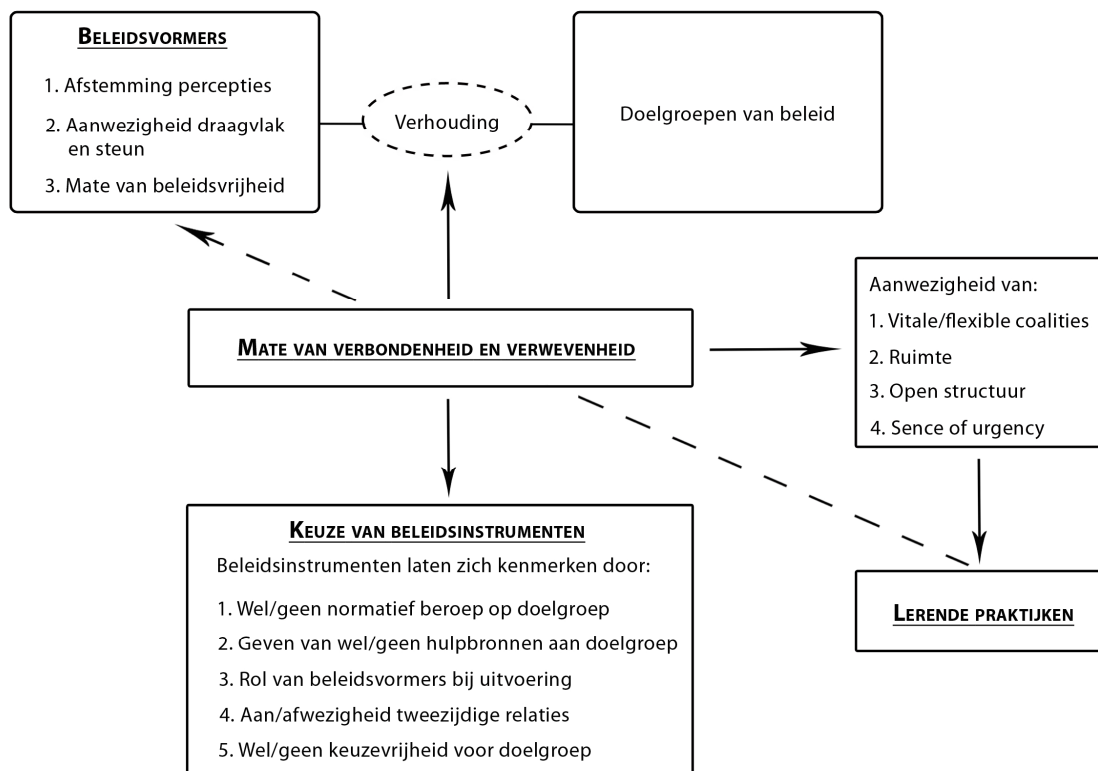 BELEIDSVORMERS
1. Afstemming percepties
2. Aanwezigheid draagvlak
en steun
3. Mate van beleidsvrijheid
Verhouding
Doelgroepen van beleid
MATE VAN VERBONDENHEID EN VERWEVENHEID
Aanwezigheid van:
1. Vitale/flexible coalities
2. Ruimte
3. Open structuur
4. Sence of urgency
KEUZE VAN BELEIDSINSTRUMENTEN
Beleidsinstrumenten laten zich kenmerken door:
1. Wel/geen normatief beroep op doelgroep
2. Geven van wel/geen hulpbronnen aan doelgroep
3. Rol van beleidsvormers bij uitvoering
4. Aan/afwezigheid tweezijdige relaties
5. Wel/geen keuzevrijheid voor doelgroep
LERENDE PRAKTIJKEN